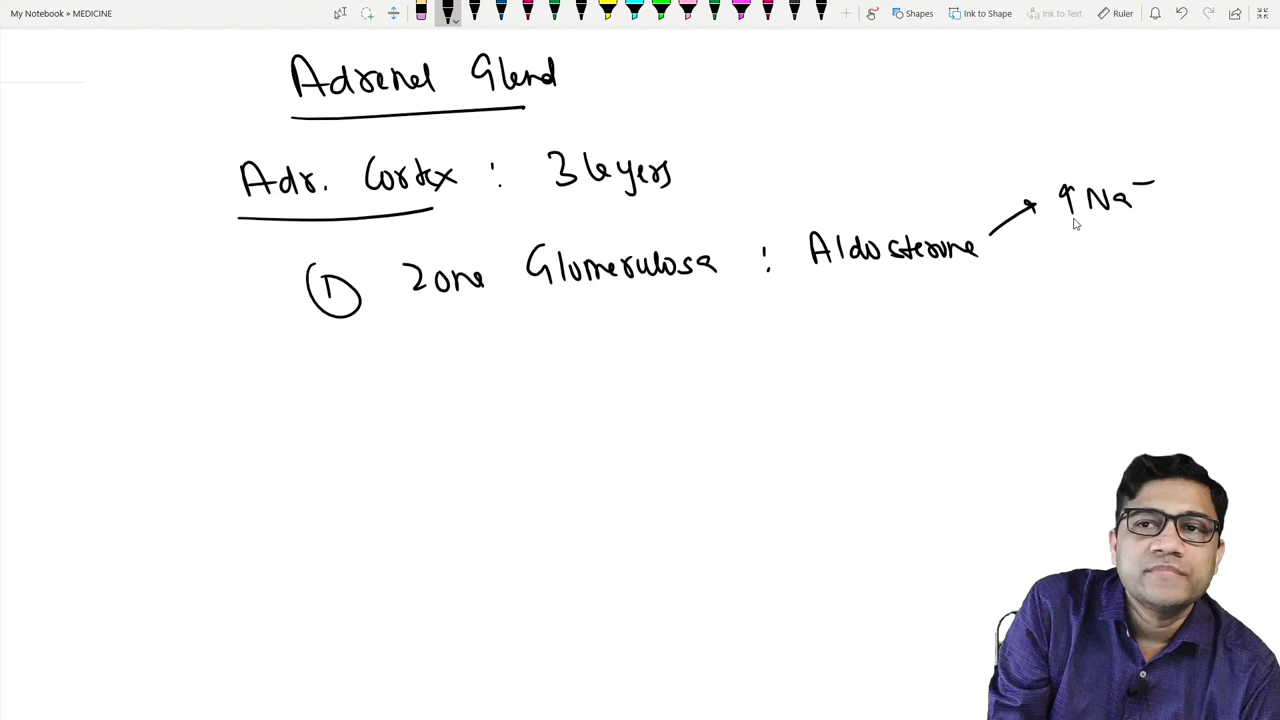 My Notebook » MEDICINE
Shapes Ink to Shape Ink to Text Ruler
Adrenal Gland
Adr. Cortex : 3 layers
↑ Na⁻
① Zona Glomerulosa : Aldosterone